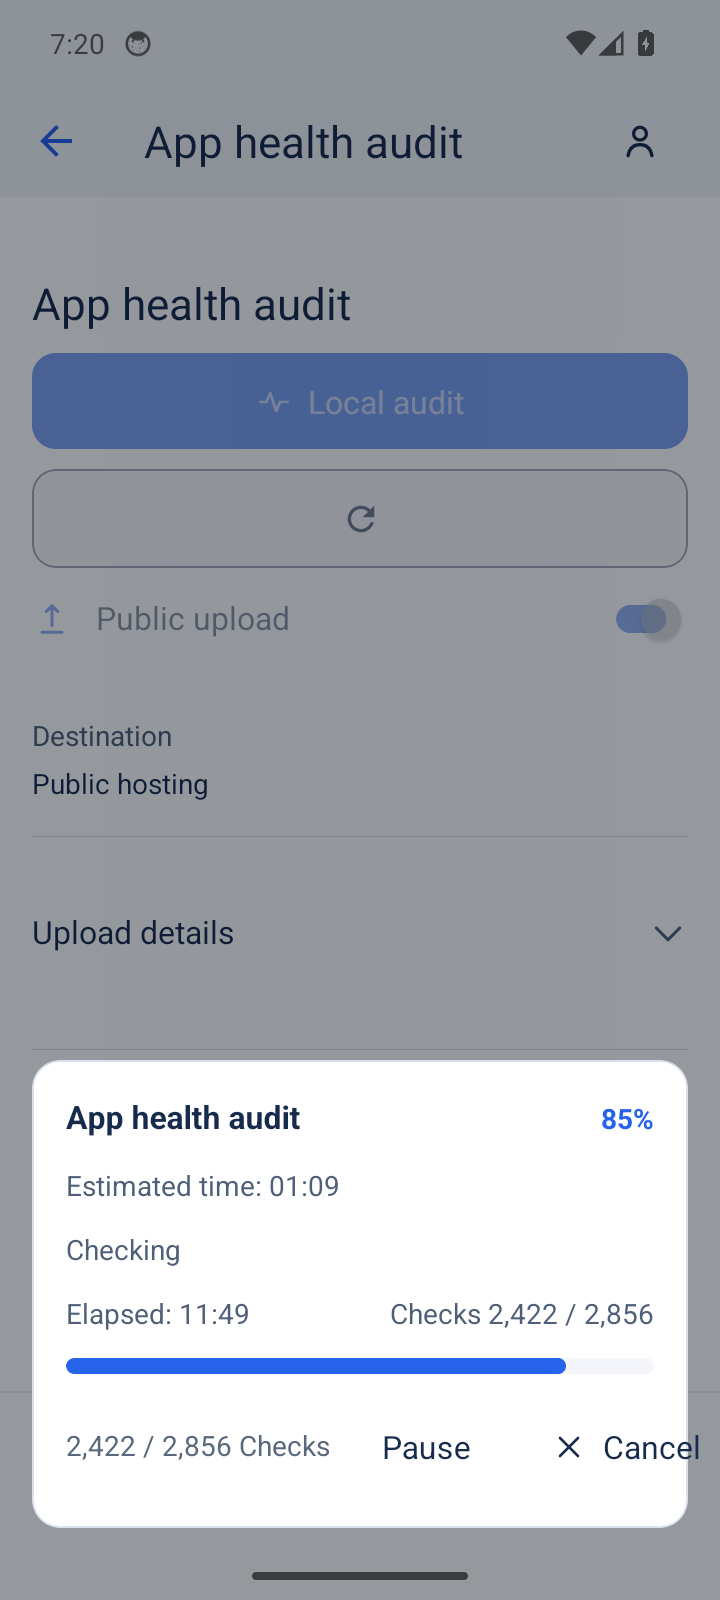 7:20
App health audit
App health audit
Local audit
Public upload
Destination
Public hosting
Upload details
App health audit 85%
Estimated time: 01:09
Checking
Elapsed: 11:49 Checks 2,422 / 2,856
2,422 / 2,856 Checks Pause Cancel